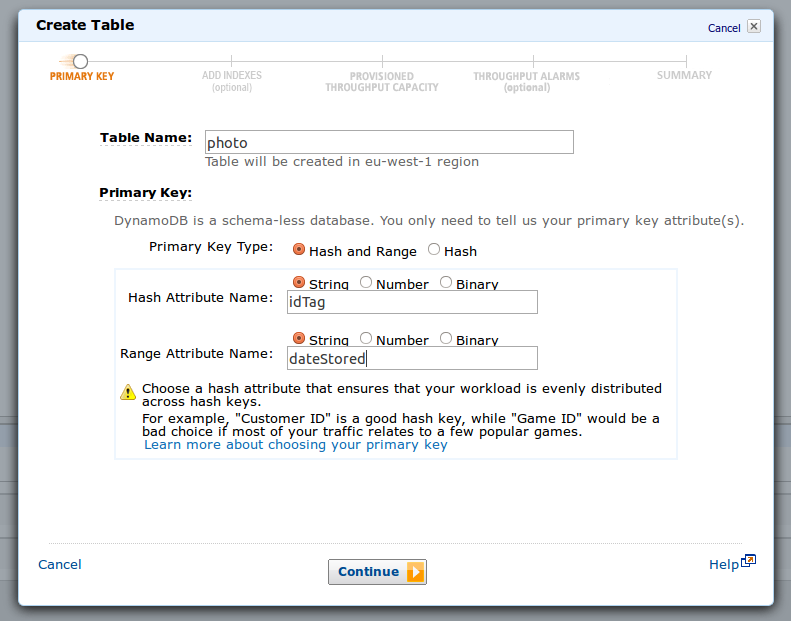 Create Table
Cancel
PRIMARY KEY
ADD INDEXES
(optional)
PROVISIONED
THROUGHPUT CAPACITY
THROUGHPUT ALARMS
(optional)
SUMMARY
Table Name:
photo
Table will be created in eu-west-1 region
Primary Key:
DynamoDB is a schema-less database. You only need to tell us your primary key attribute(s).
Primary Key Type: Hash and Range Hash
String Number Binary
Hash Attribute Name: idTag
String Number Binary
Range Attribute Name: dateStored
Choose a hash attribute that ensures that your workload is evenly distributed
across hash keys.
For example, "Customer ID" is a good hash key, while "Game ID" would be a
bad choice if most of your traffic relates to a few popular games.
Learn more about choosing your primary key
Cancel
Continue
Help